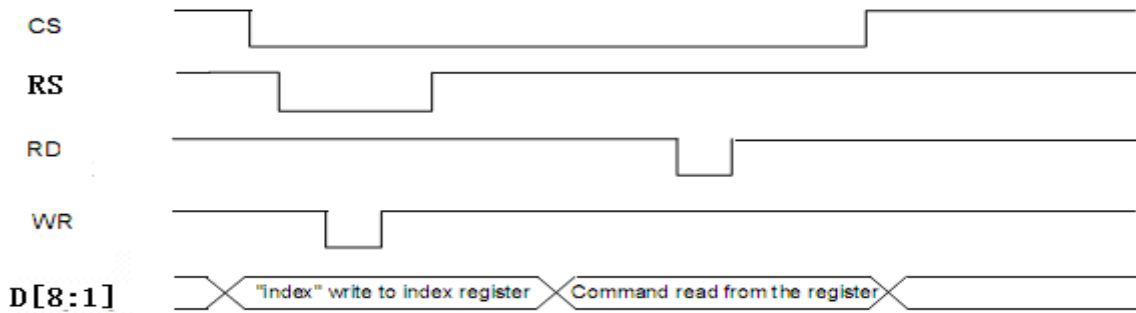 CS
RS
RD
WR
D[8:1] "Index" write to index register Command read from the register